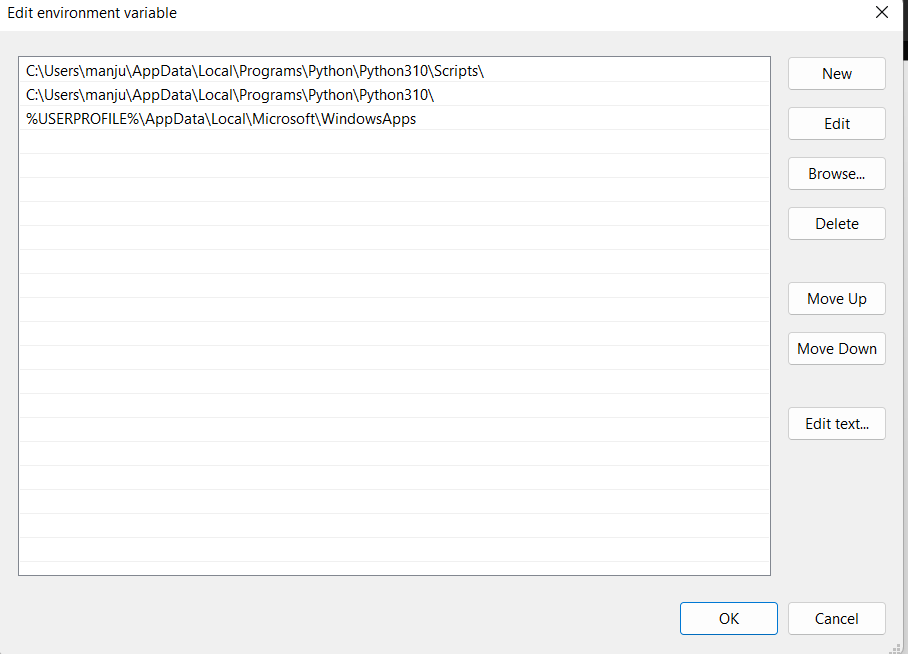 Edit environment variable
C:\Users\manju\AppData\Local\Programs\Python\Python310\Scripts\
C:\Users\manju\AppData\Local\Programs\Python\Python310\
%USERPROFILE%\AppData\Local\Microsoft\WindowsApps
New
Edit
Browse...
Delete
Move Up
Move Down
Edit text...
OK
Cancel